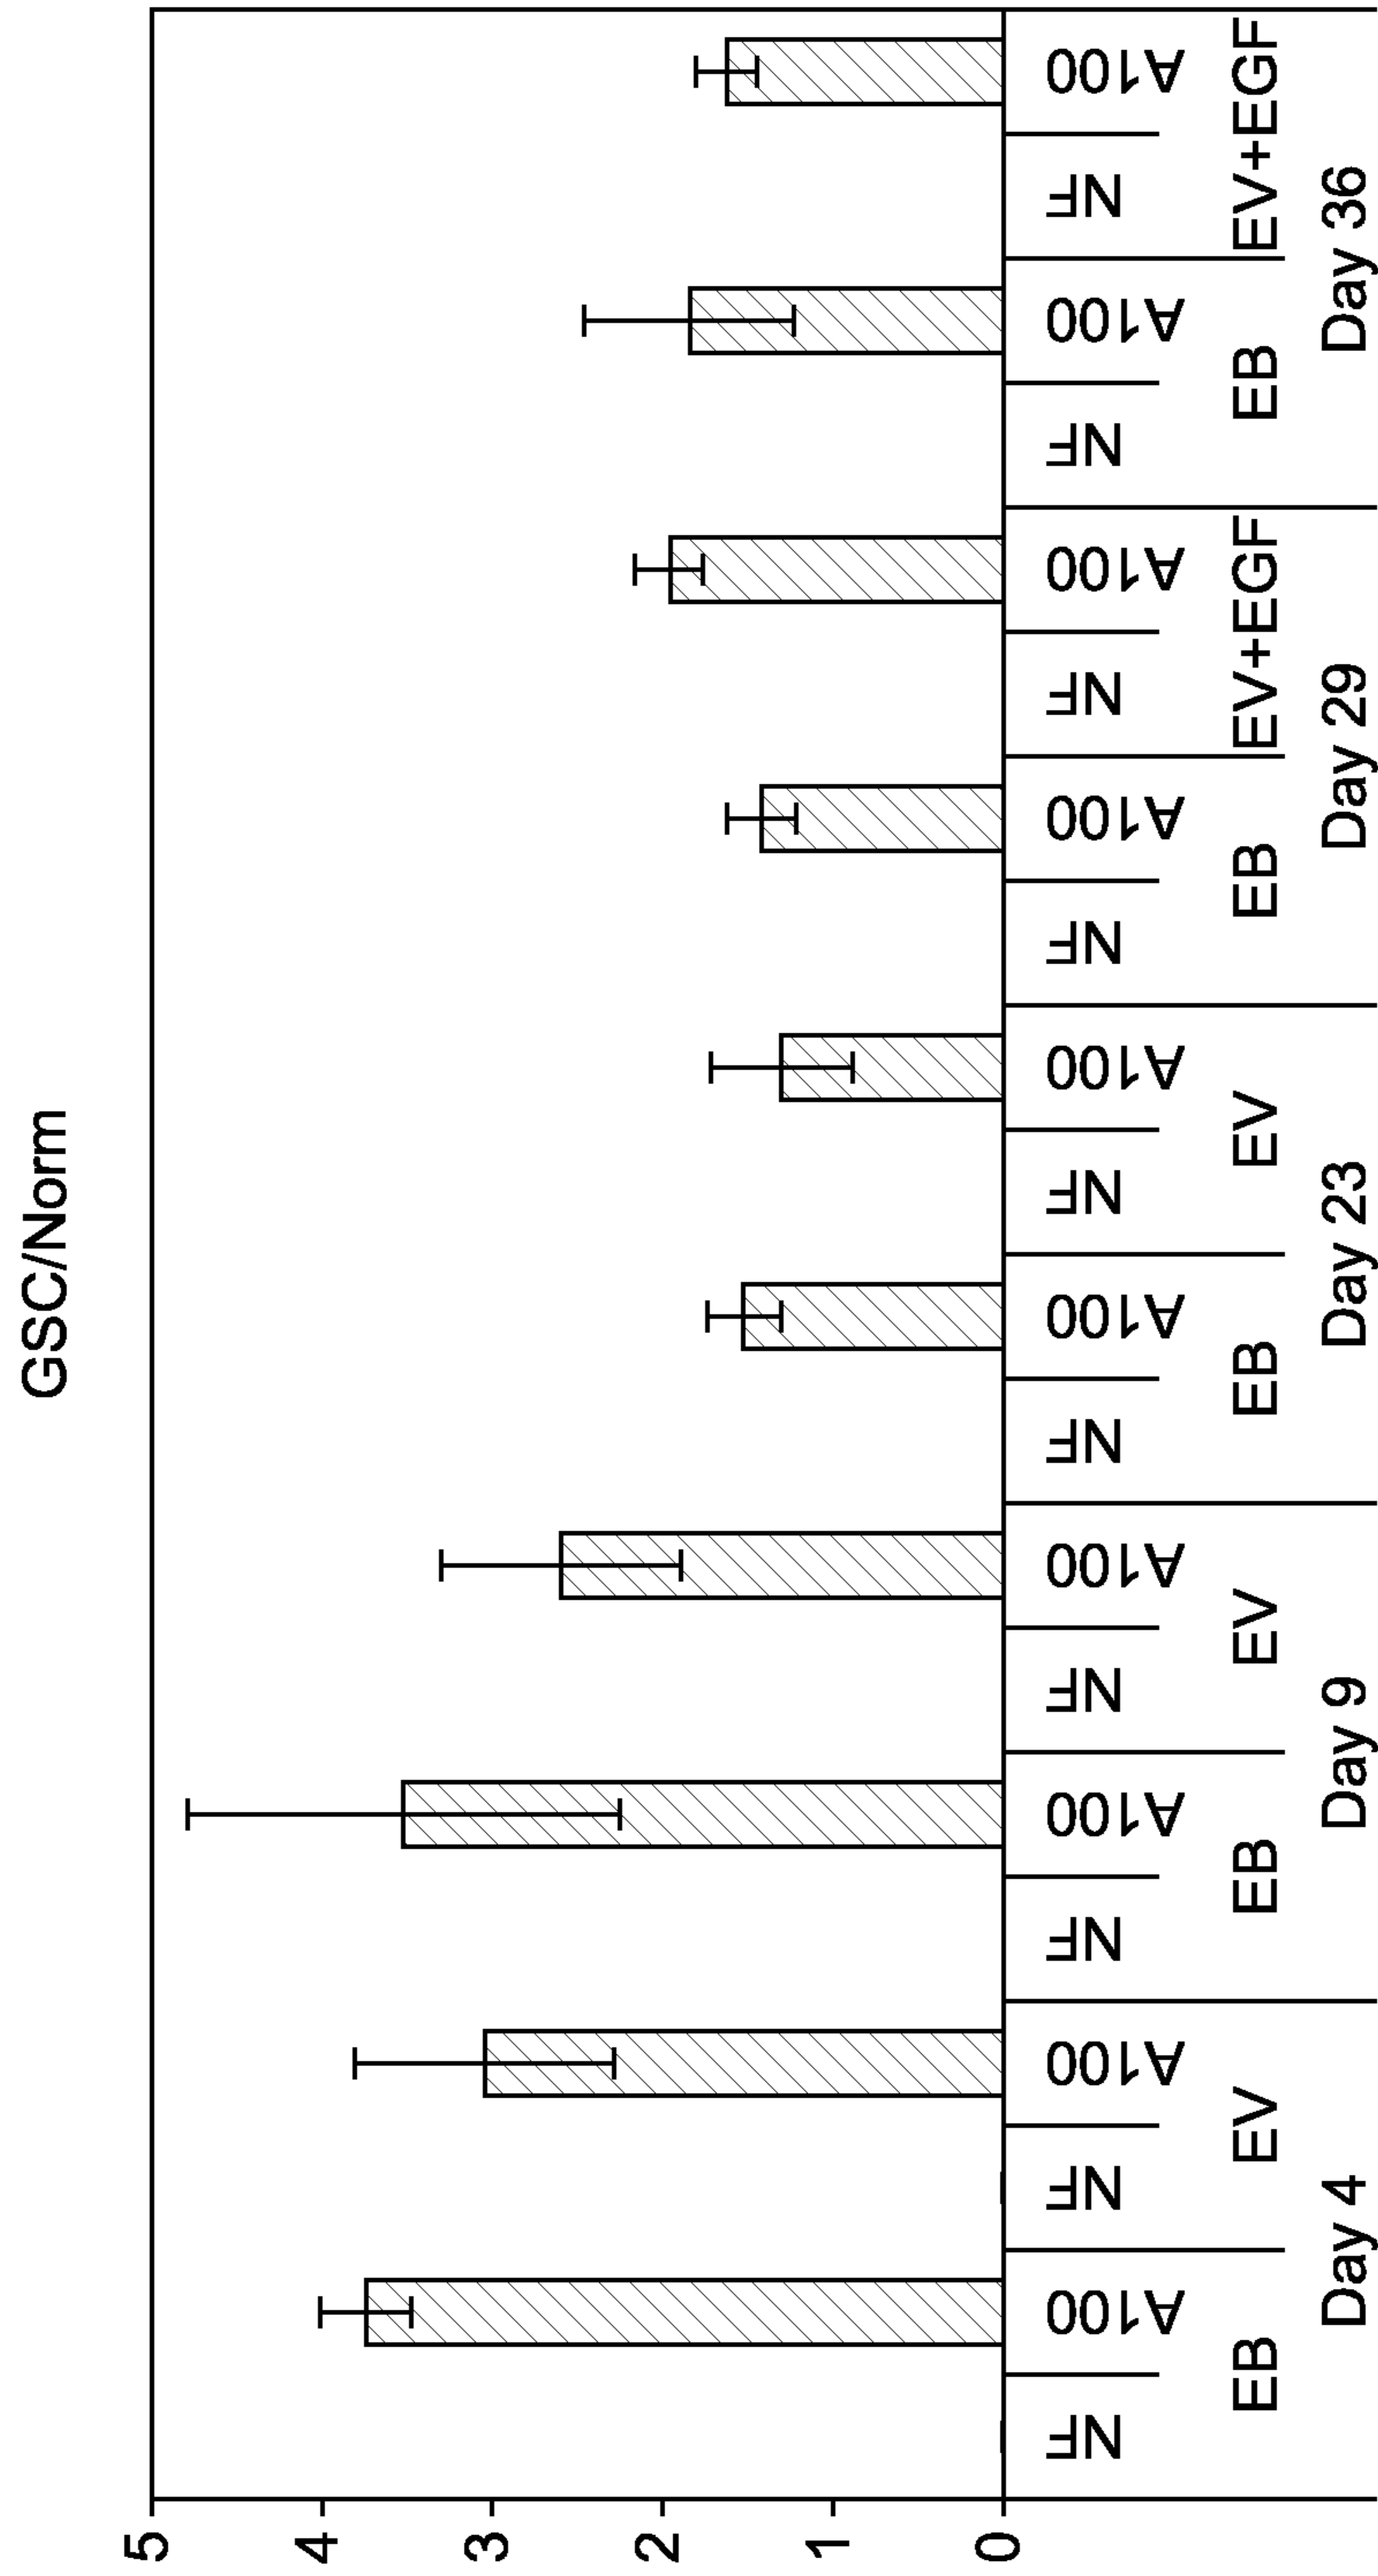 GSC/Norm
5
4
3
2
1
0
NF A100 NF A100 NF A100 NF A100 NF A100 NF A100 NF A100 NF A100 NF A100 NF A100
EB EV EB EV EB EV EB EV+EGF EB EV+EGF
Day 4 Day 9 Day 23 Day 29 Day 36